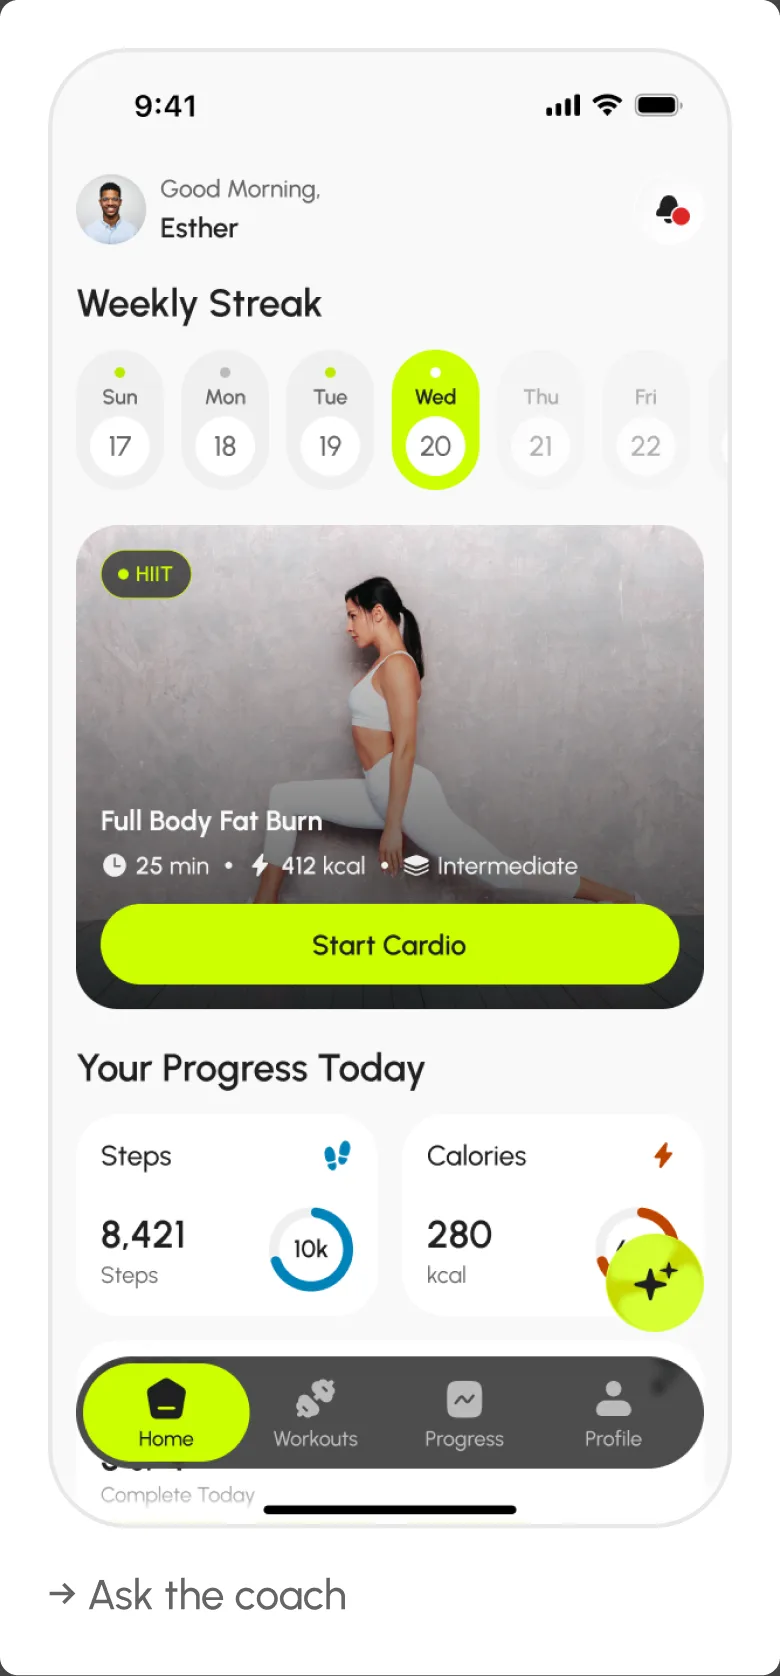 9:41
Good Morning,
Esther
Weekly Streak
Sun
Mon
Tue
Wed
Thu
Fri
17
18
19
20
21
22
HIIT
Full Body Fat Burn
25 min • 412 kcal • Intermediate
Start Cardio
Your Progress Today
Steps
Calories
8,421
10k
280
Steps
kcal
Home
Workouts
Progress
Profile
Complete Today
→ Ask the coach